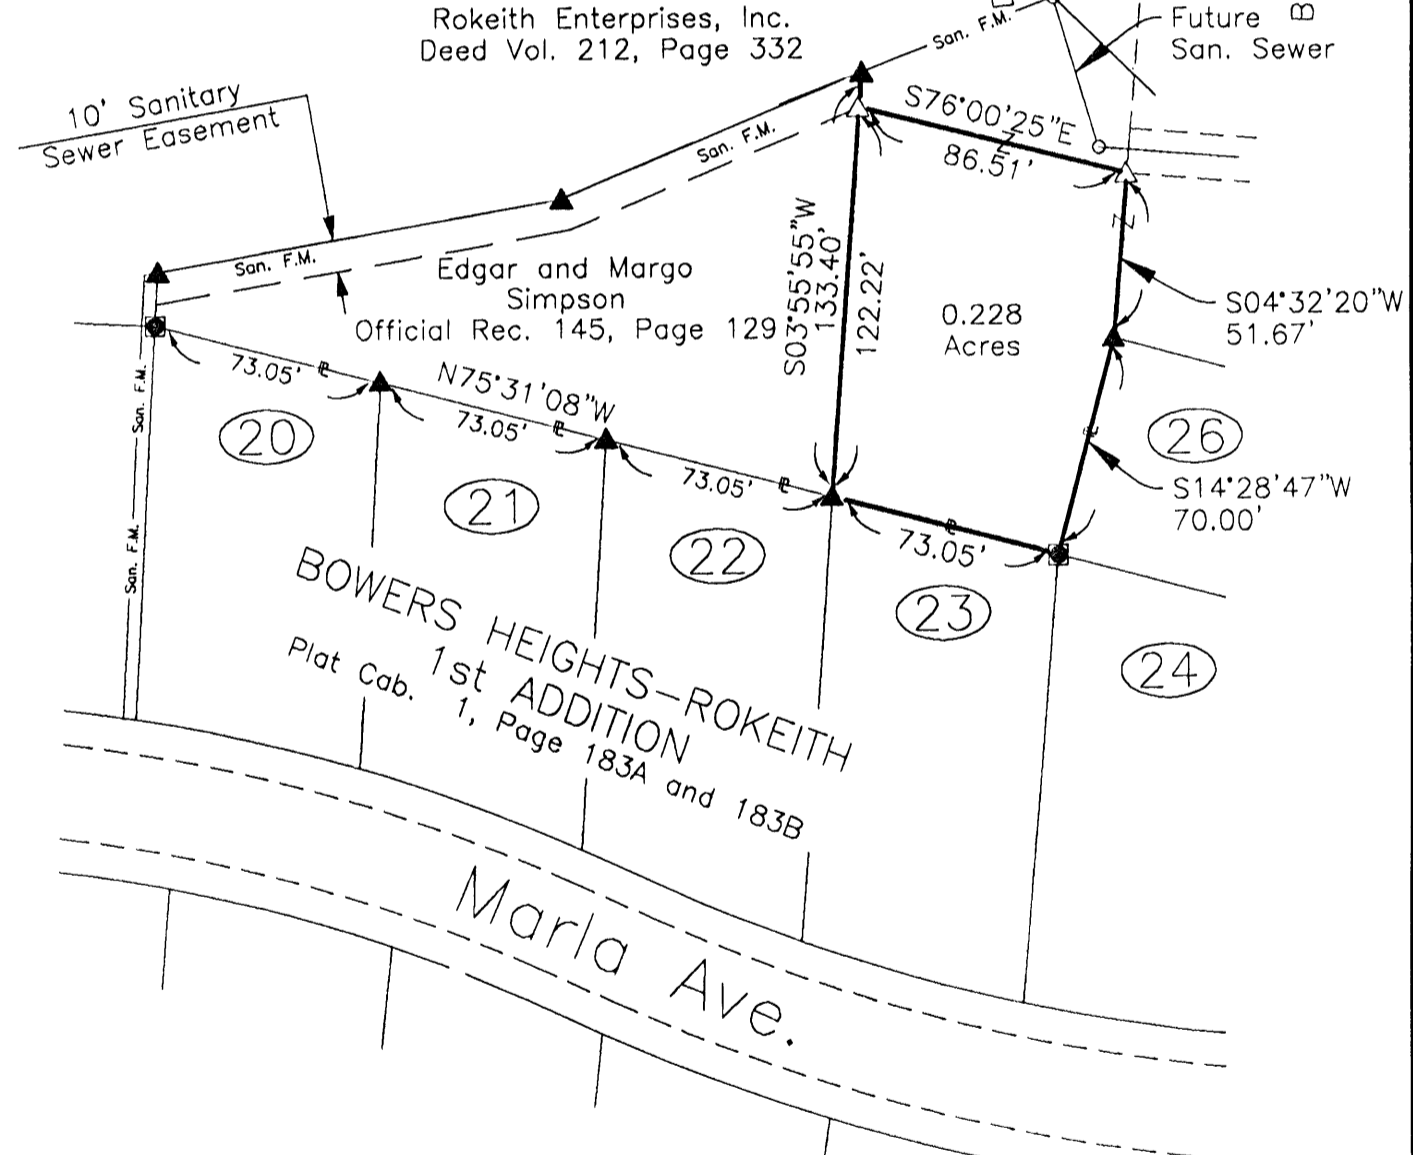 Rokeith Enterprises, Inc.
Deed Vol. 212, Page 332
San. F.M.
Future
San. Sewer
10' Sanitary
Sewer Easement
San. F.M.
S76°00'25"E
86.51'
San. F.M.
Edgar and Margo
Simpson
Official Rec. 145, Page 129
S03°55'55"W
133.40'
122.22'
0.228
Acres
S04°32'20"W
51.67'
73.05'
N75°31'08"W
73.05'
73.05'
73.05'
S14°28'47"W
70.00'
San. F.M.
San. F.M.
20
21
22
23
26
24
BOWERS HEIGHTS-ROKEITH
1st ADDITION
Plat Cab. 1, Page 183A and 183B
Marla Ave.